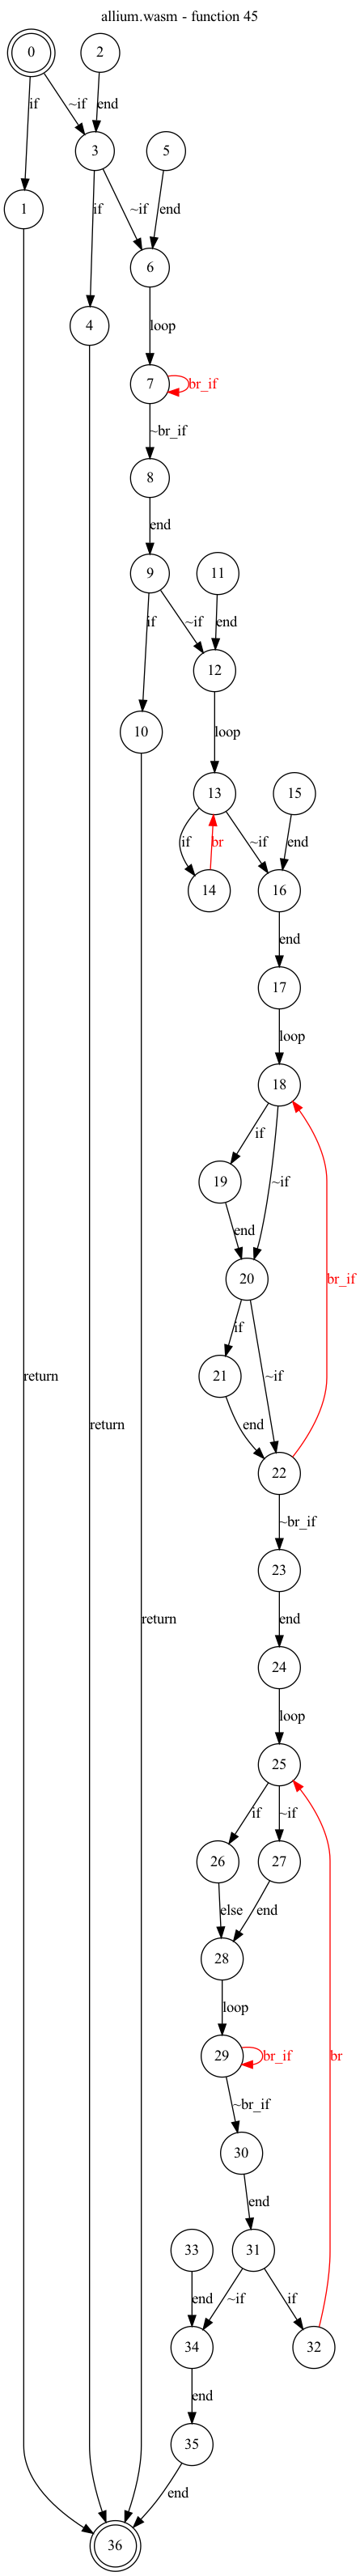 allium.wasm - function 45
0
2
if
~if
end
3
5
1
if
~if
end
6
4
loop
7
br_if
~br_if
8
end
9
11
if
~if
end
12
10
loop
13
15
if
br
~if
end
14
16
end
17
loop
18
if
~if
19
end
20
br_if
if
21
~if
return
end
return
22
~br_if
23
return
end
24
loop
25
if
~if
26
27
else
end
28
loop
29
br_if
br
~br_if
30
end
33
31
end
~if
if
34
32
end
35
end
36